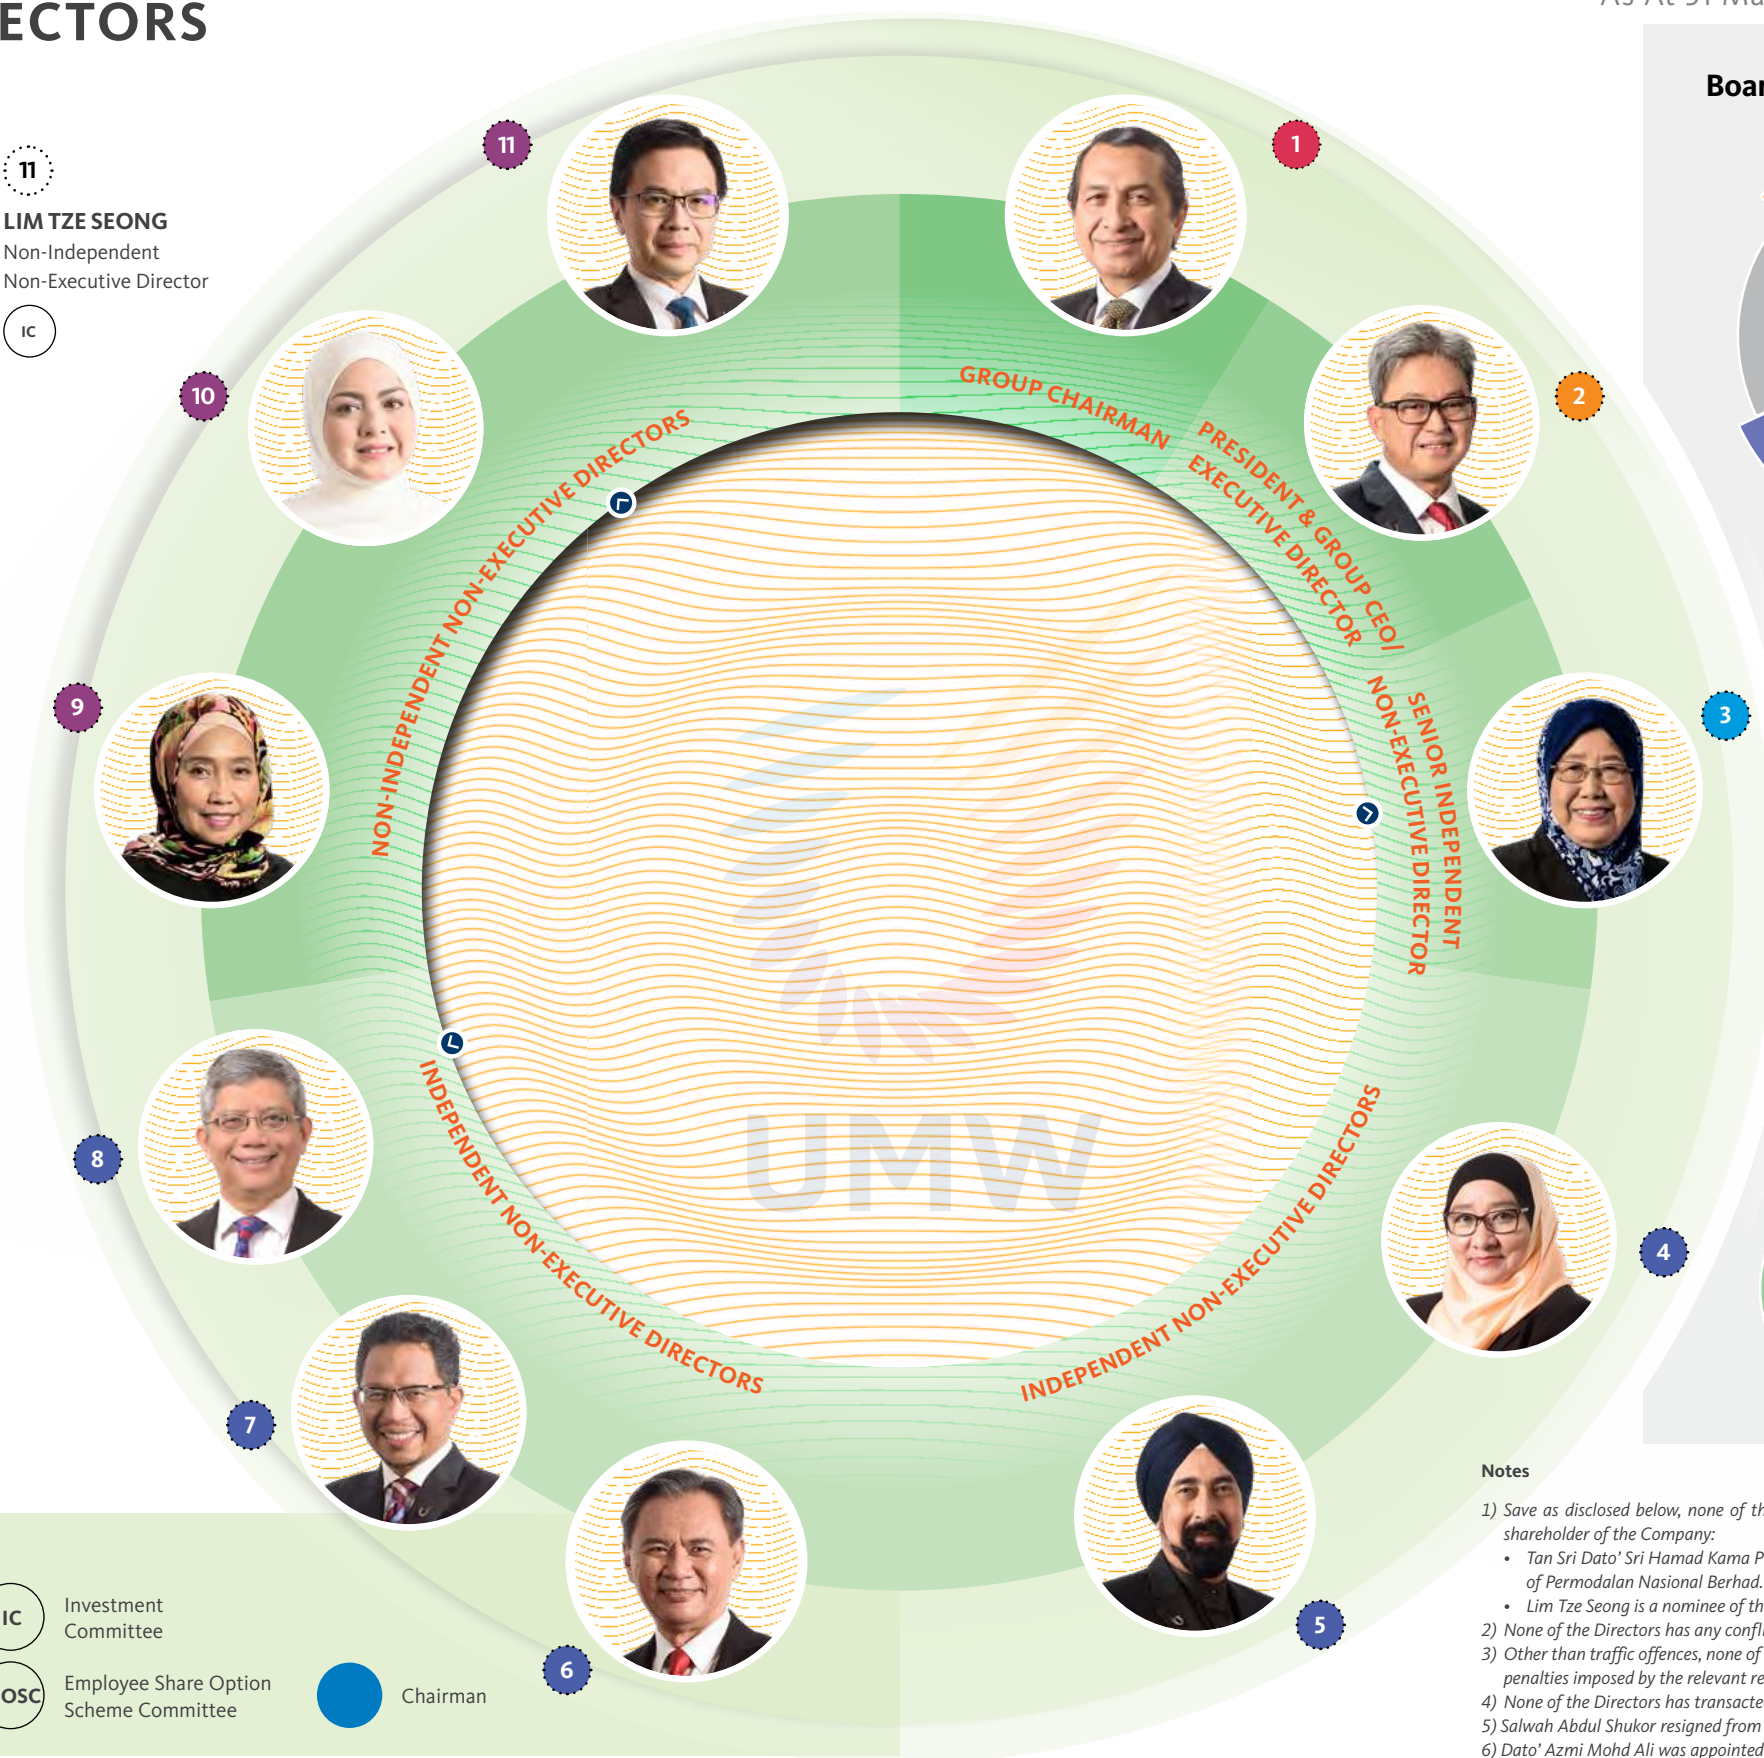 ECTORS
11
LIM TZE SEONG
Non-Independent
Non-Executive Director
IC
11
1
10
2
9
3
8
4
7
5
6
GROUP CHAIRMAN
PRESIDENT & GROUP CEO/
EXECUTIVE DIRECTOR
SENIOR INDEPENDENT
NON-EXECUTIVE DIRECTOR
INDEPENDENT NON-EXECUTIVE DIRECTORS
INDEPENDENT NON-EXECUTIVE DIRECTORS
NON-INDEPENDENT NON-EXECUTIVE DIRECTORS
UMW
IC
Investment
Committee
OSC
Employee Share Option
Scheme Committee
Chairman
Notes
1) Save as disclosed below, none of th
shareholder of the Company:
• Tan Sri Dato’ Sri Hamad Kama P
of Permodalan Nasional Berhad.
• Lim Tze Seong is a nominee of th
2) None of the Directors has any confl
3) Other than traffic offences, none of
penalties imposed by the relevant re
4) None of the Directors has transacte
5) Salwah Abdul Shukor resigned from
6) Dato’ Azmi Mohd Ali was appointed